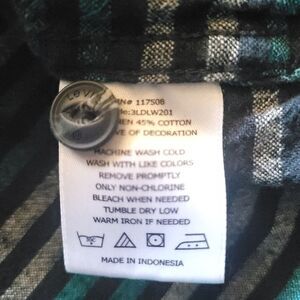 N# 117508
e:3LDLW201
EN 45% COTTON
VE OF DECORATION
MACHINE WASH COLD
WASH WITH LIKE COLORS
REMOVE PROMPTLY
ONLY NON-CHLORINE
BLEACH WHEN NEEDED
TUMBLE DRY LOW
WARM IRON IF NEEDED
MADE IN INDONESIA